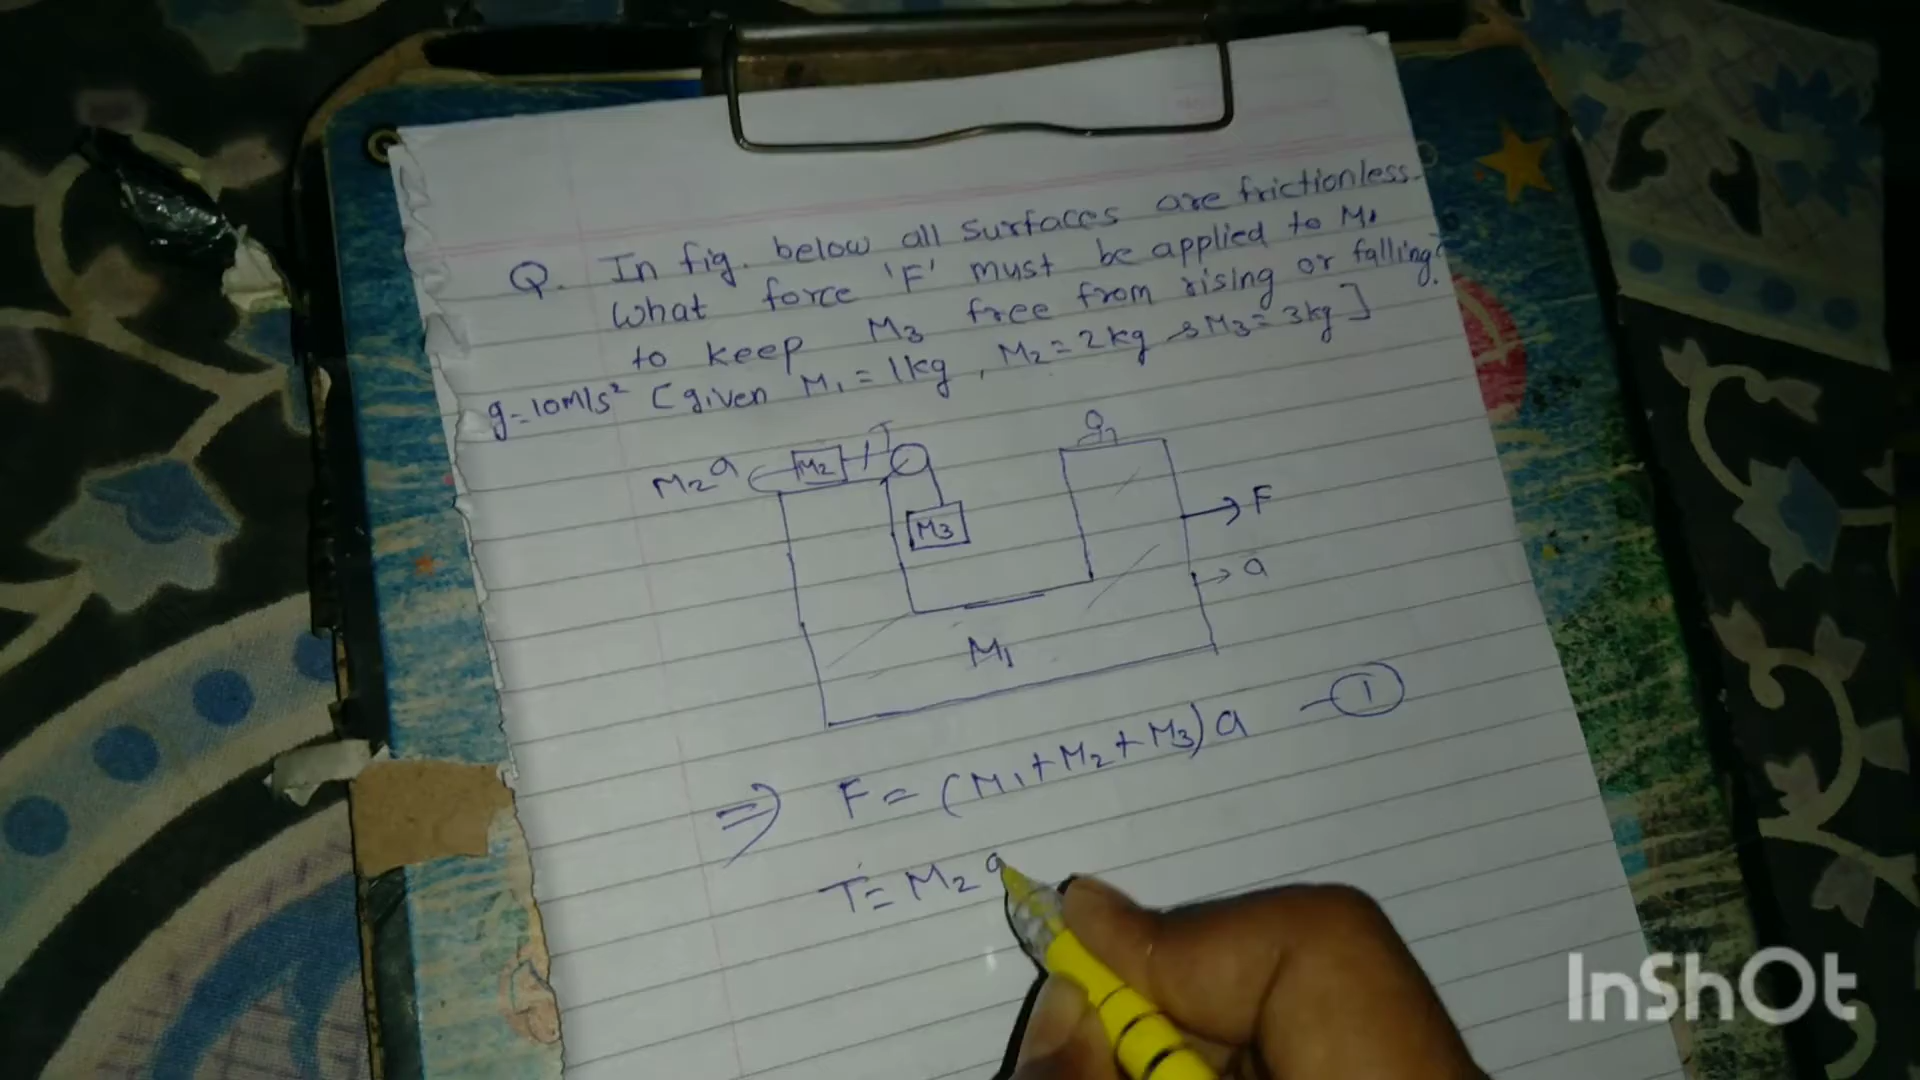 Q. In fig. below all surfaces are frictionless.
What force 'F' must be applied to M1
to keep M3 free from rising or falling?
g=10M/s² [given M1 = 1kg, M2 = 2kg, M3 = 3kg]
T
M2a M2
M3
F
a
M1
⇒ F = (M1+M2+M3)a — 1
T = M2 a
InShOt